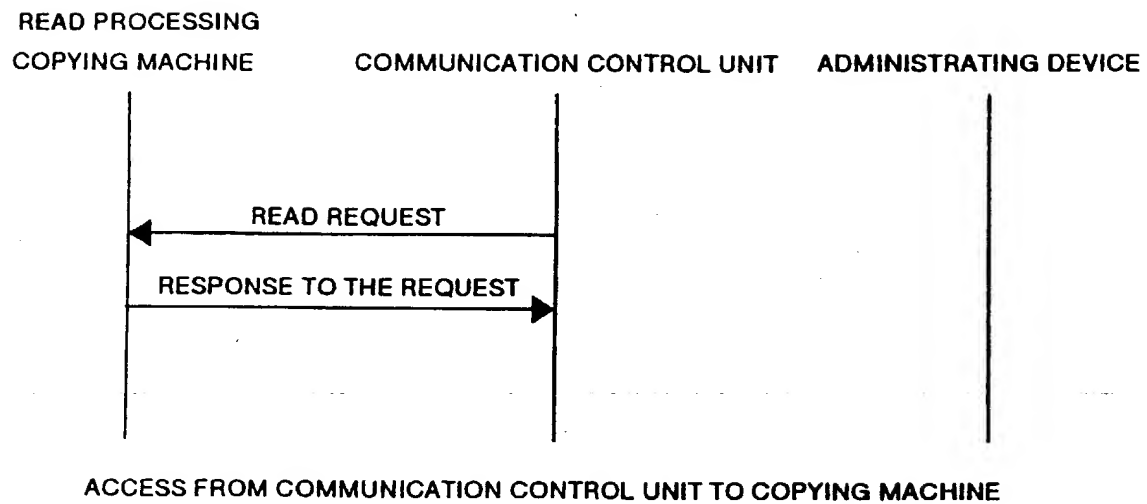 READ PROCESSING
COPYING MACHINE COMMUNICATION CONTROL UNIT ADMINISTRATING DEVICE
READ REQUEST
RESPONSE TO THE REQUEST
ACCESS FROM COMMUNICATION CONTROL UNIT TO COPYING MACHINE